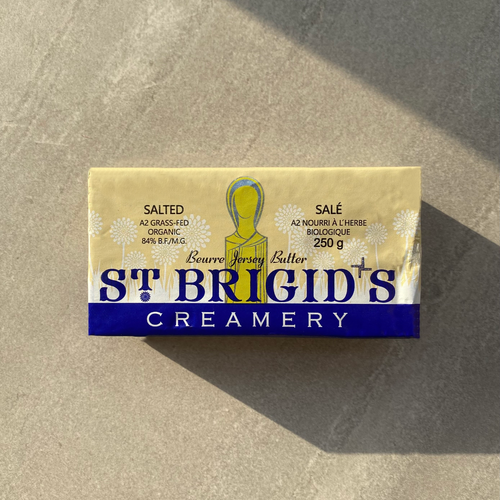 SALTED
A2 GRASS-FED
ORGANIC
84% B.F./M.G.
SALÉ
A2 NOURRI À L'HERBE
BIOLOGIQUE
250 g
Beurre Jersey Butter
ST. BRIGID'S
CREAMERY